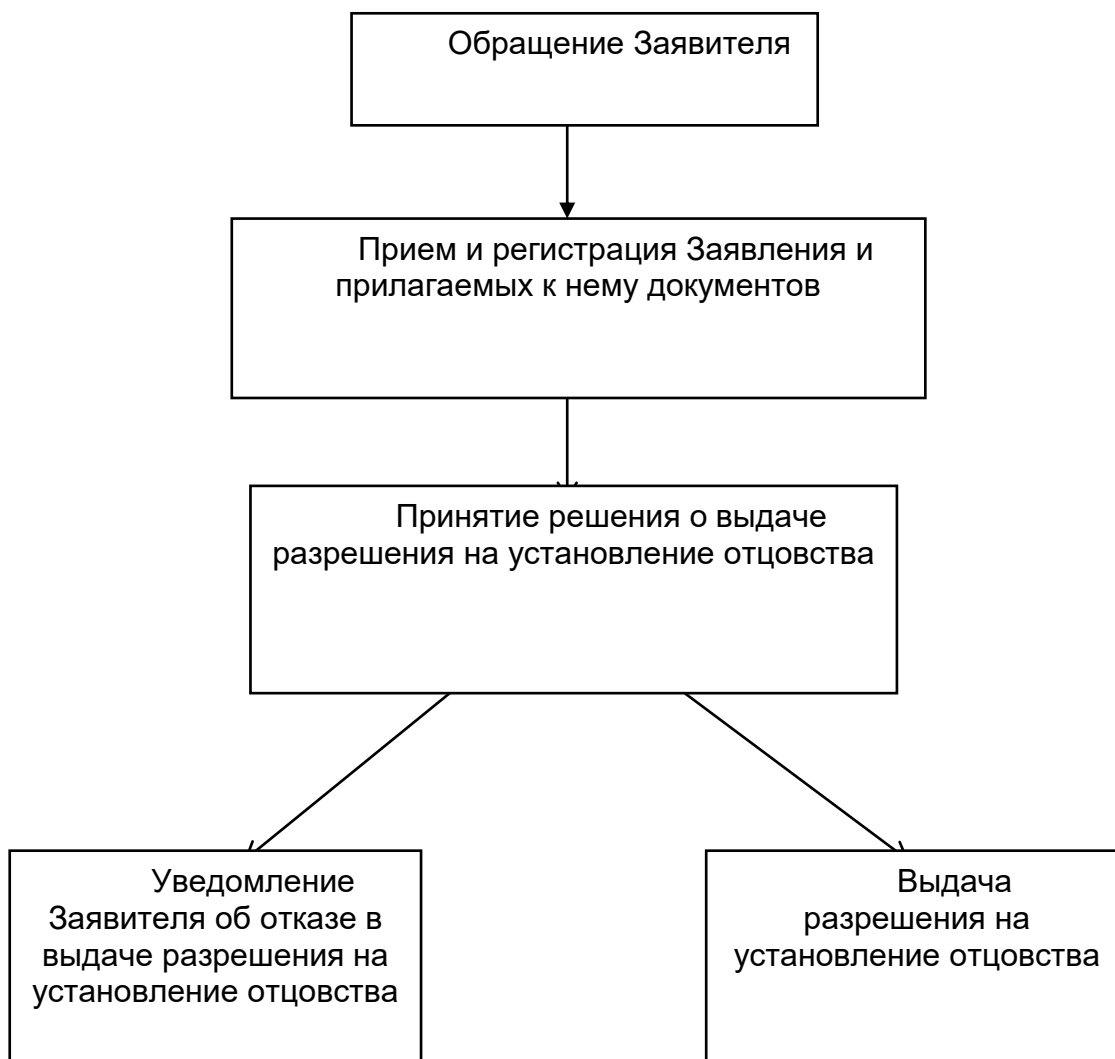 Обращение Заявителя
Прием и регистрация Заявления и
прилагаемых к нему документов
Принятие решения о выдаче
разрешения на установление отцовства
Уведомление
Заявителя об отказе в
выдаче разрешения на
установление отцовства
Выдача
разрешения на
установление отцовства